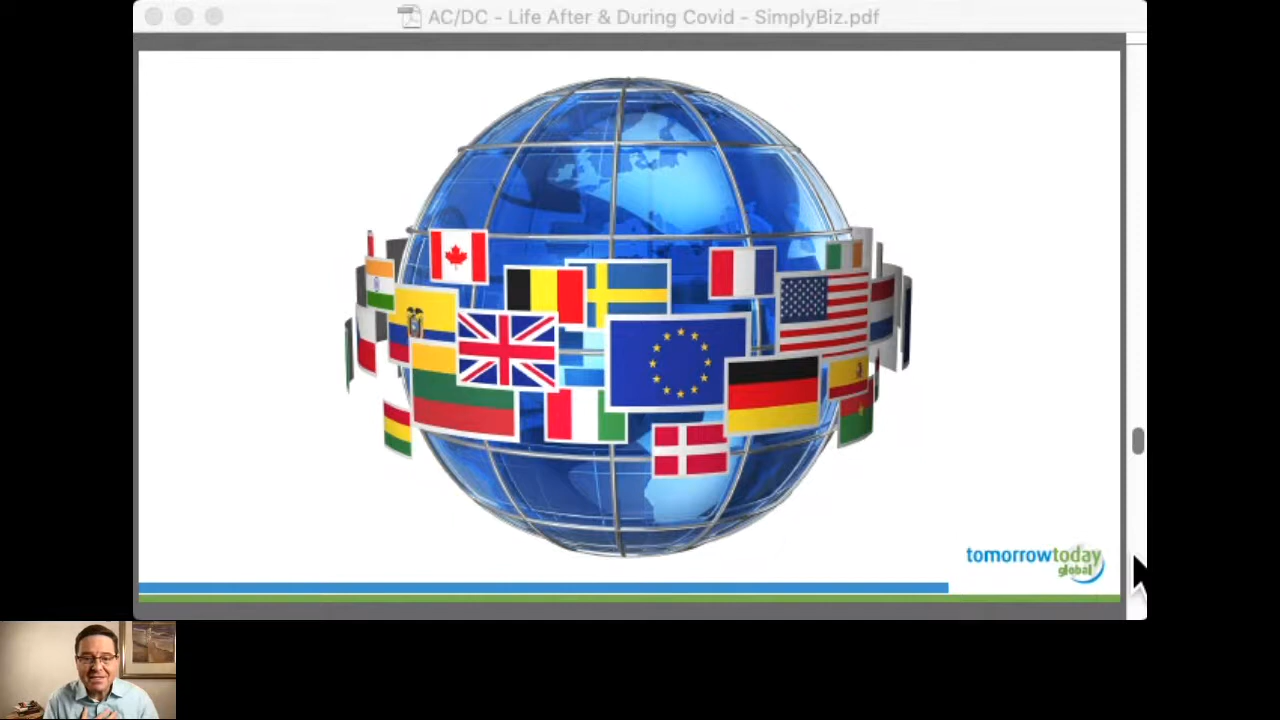 AC/DC - Life After & During Covid - SimplyBiz.pdf
tomorrowtoday
global